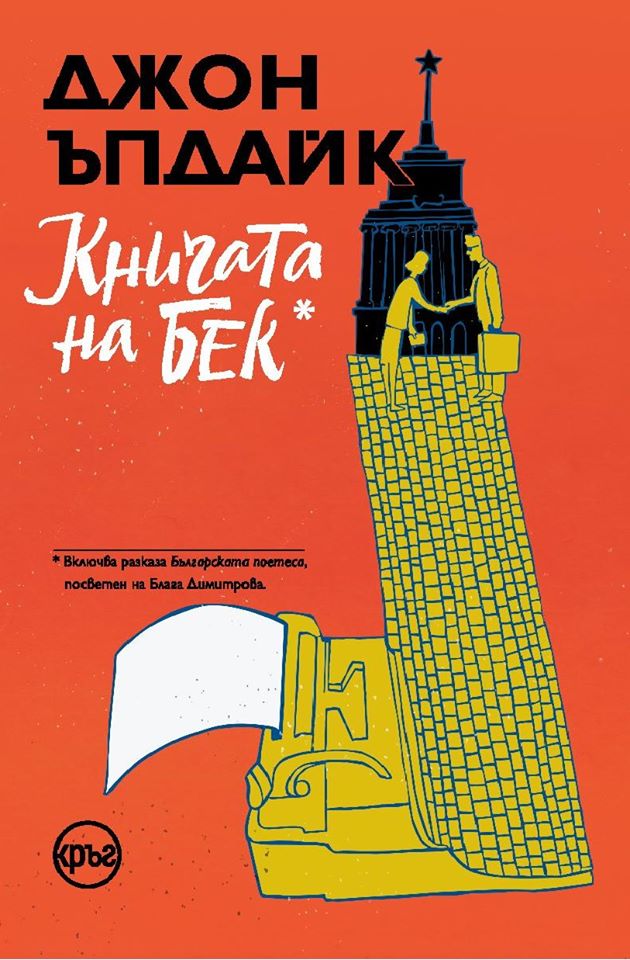 ДЖОН
ЪПДАЙК
Книгата
на БЕК *
* Включва разказа Българската поетеса,
посветен на Блага Димитрова.
кръг